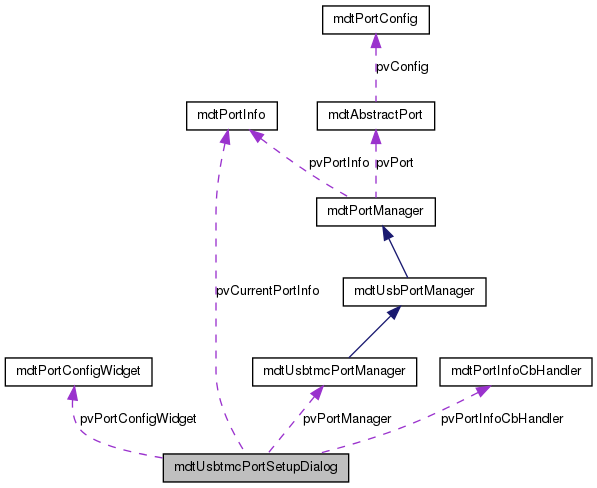 mdtPortConfig
pvConfig
mdtPortInfo
mdtAbstractPort
pvPortInfo
pvPort
mdtPortManager
pvCurrentPortInfo
mdtUsbPortManager
mdtPortConfigWidget
mdtUsbtmcPortManager
mdtPortInfoCbHandler
pvPortConfigWidget
pvPortManager
pvPortInfoCbHandler
mdtUsbtmcPortSetupDialog